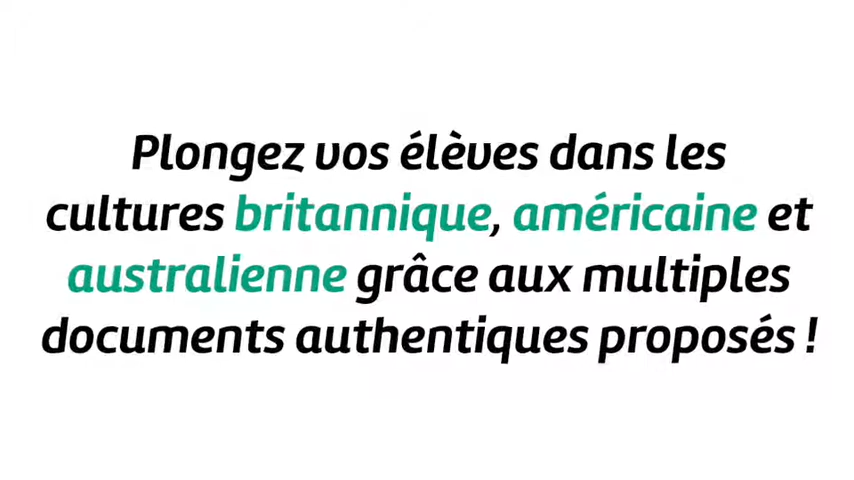 Plongez vos élèves dans les
cultures britannique, américaine et
australienne grâce aux multiples
documents authentiques proposés !